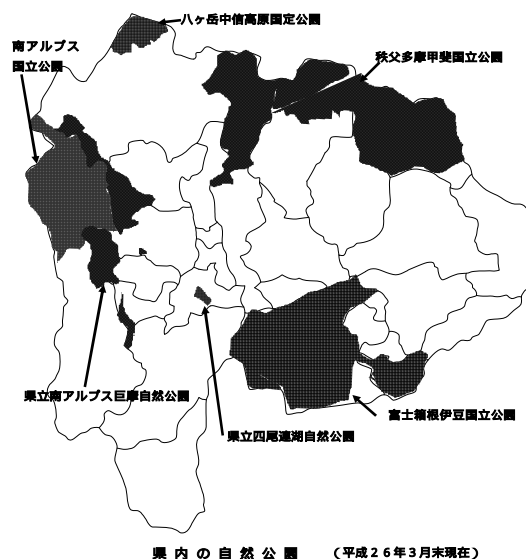 八ヶ岳中信高原国定公園
南アルプス
国立公園
秩父多摩甲斐国立公園
県立南アルプス巨摩自然公園
富士箱根伊豆国立公園
県立四尾連湖自然公園
県内の自然公園 (平成26年3月末現在)